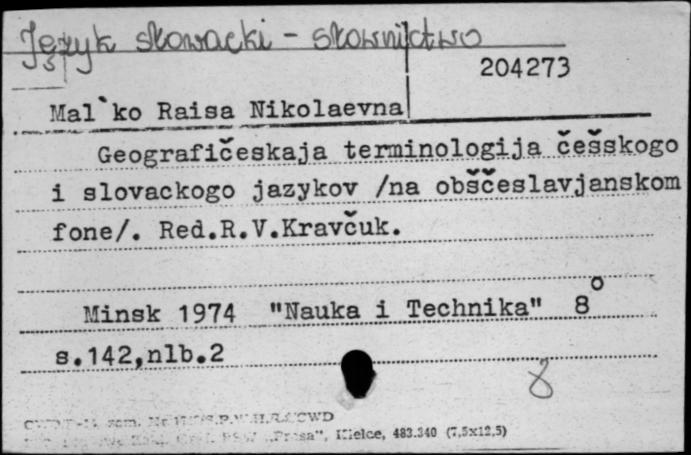 Język słowacki - słownictwo
204273
Mal`ko Raisa Nikolaevna
Geografičeskaja terminologija češskogo
i slovackogo jazykov /na obščeslavjanskom
fone/. Red.R.V.Kravčuk.
Minsk 1974 "Nauka i Technika" 8°
s.142,nlb.2
8
"Prasa", Kielce, 483.340 (7,5x12,5)